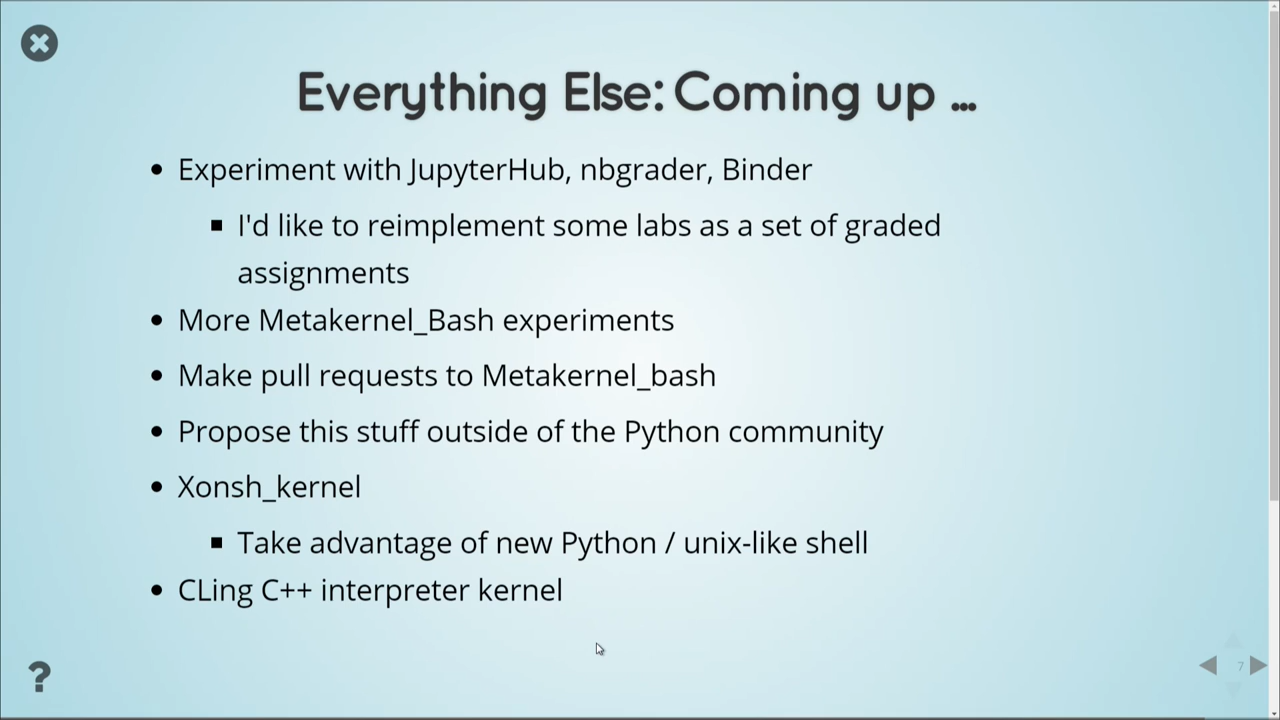 Everything Else: Coming up ...
Experiment with JupyterHub, nbgrader, Binder
I'd like to reimplement some labs as a set of graded
assignments
More Metakernel_Bash experiments
Make pull requests to Metakernel_bash
Propose this stuff outside of the Python community
Xonsh_kernel
Take advantage of new Python / unix-like shell
CLing C++ interpreter kernel
?
7